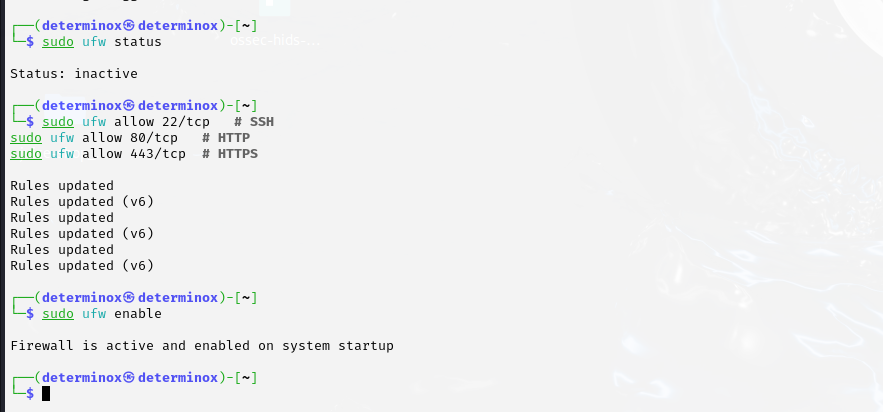 ┌──(determinox㉿determinox)-[~]
└─$ sudo ufw status
ossec-hids-...
Status: inactive
┌──(determinox㉿determinox)-[~]
└─$ sudo ufw allow 22/tcp   # SSH
sudo ufw allow 80/tcp   # HTTP
sudo ufw allow 443/tcp  # HTTPS
Rules updated
Rules updated (v6)
Rules updated
Rules updated (v6)
Rules updated
Rules updated (v6)
┌──(determinox㉿determinox)-[~]
└─$ sudo ufw enable
Firewall is active and enabled on system startup
┌──(determinox㉿determinox)-[~]
└─$